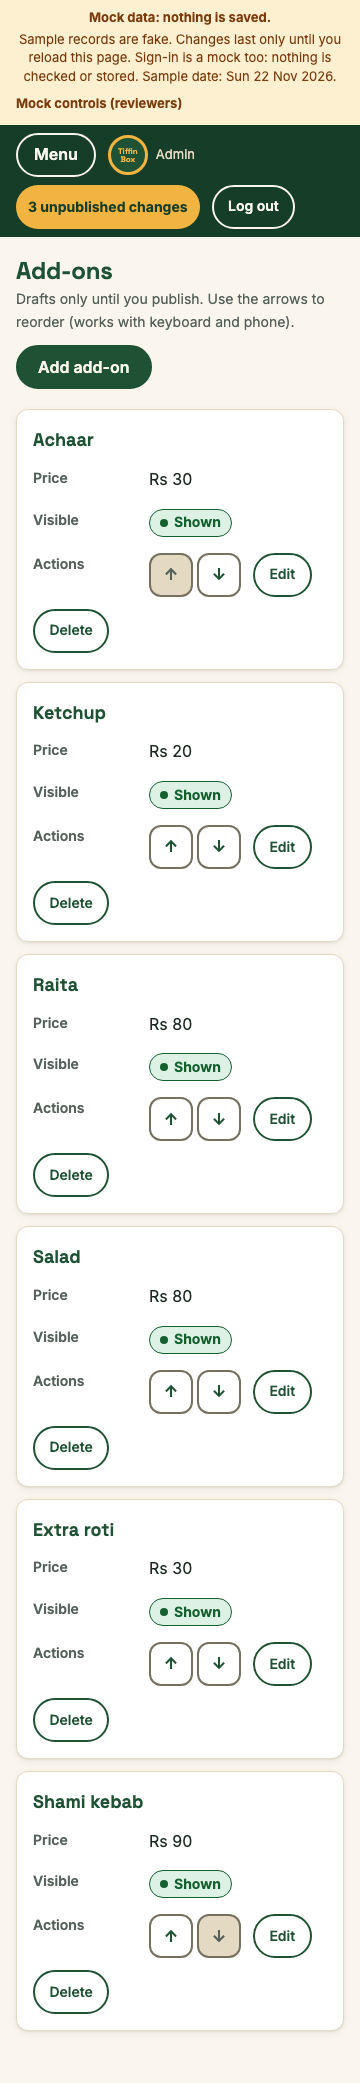 Mock data: nothing is saved.
Sample records are fake. Changes last only until you
reload this page. Sign-in is a mock too: nothing is
checked or stored. Sample date: Sun 22 Nov 2026.
Mock controls (reviewers)
Menu
Tiffin
Box
Admin
3 unpublished changes
Log out
Add-ons
Drafts only until you publish. Use the arrows to
reorder (works with keyboard and phone).
Add add-on
Achaar
Price Rs 30
Visible Shown
Actions ↑ ↓ Edit
Delete
Ketchup
Price Rs 20
Visible Shown
Actions ↑ ↓ Edit
Delete
Raita
Price Rs 80
Visible Shown
Actions ↑ ↓ Edit
Delete
Salad
Price Rs 80
Visible Shown
Actions ↑ ↓ Edit
Delete
Extra roti
Price Rs 30
Visible Shown
Actions ↑ ↓ Edit
Delete
Shami kebab
Price Rs 90
Visible Shown
Actions ↑ ↓ Edit
Delete